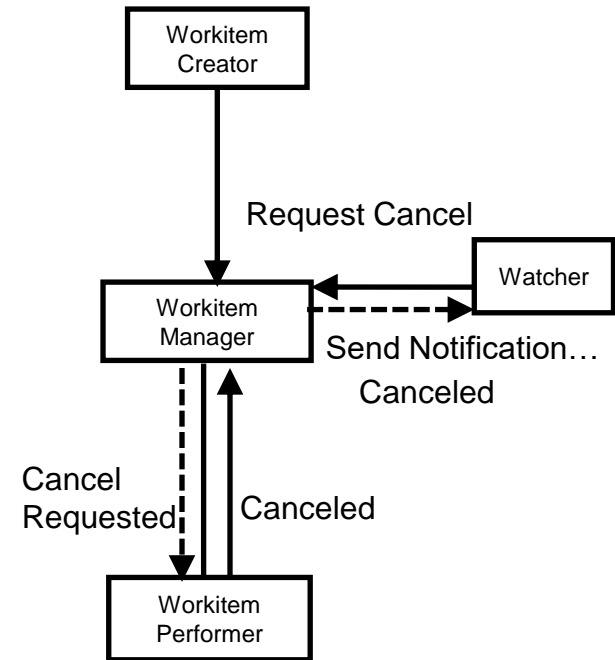 Workitem
Creator
Request Cancel
Watcher
Workitem
Manager
Send Notification…
Canceled
Cancel
Requested
Canceled
Workitem
Performer